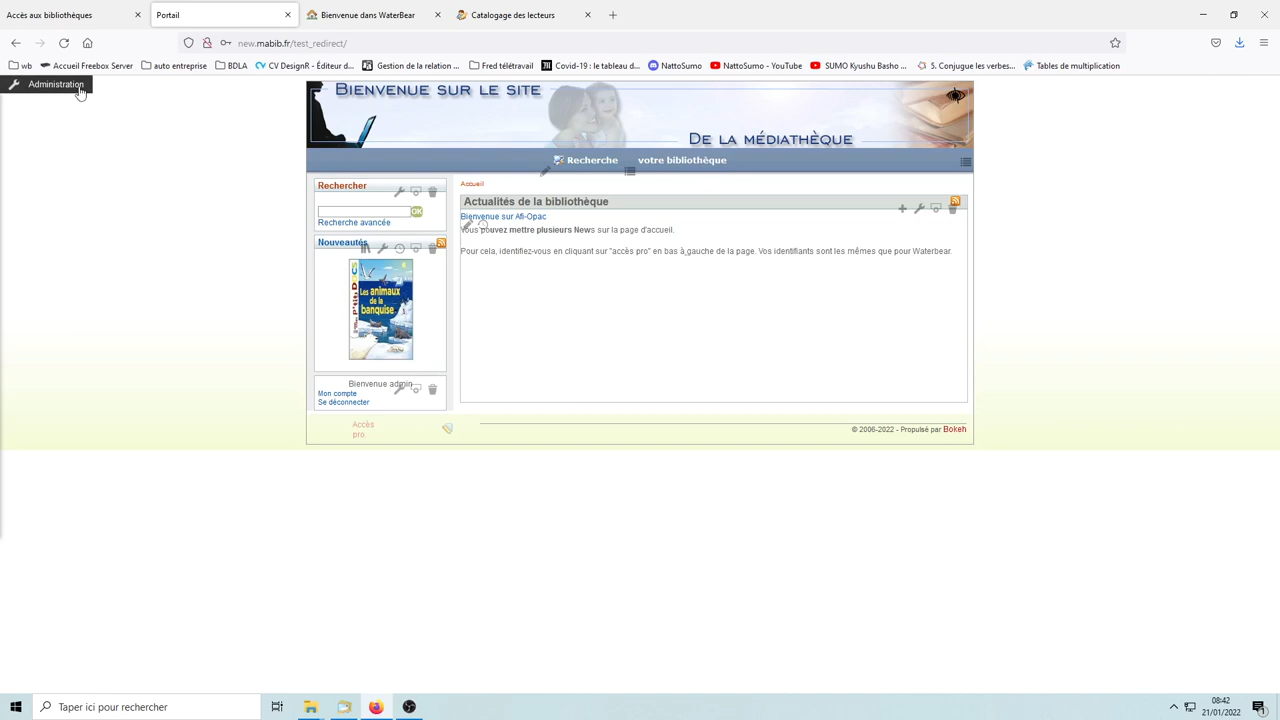 Accès aux bibliothèques
Portail
Bienvenue dans WaterBear
Catalogage des lecteurs
new.mabib.fr/test_redirect/
wb
Accueil Freebox Server
auto entreprise
BDLA
CV DesignR - Éditeur d...
Gestion de la relation ...
Fred télétravail
Covid-19 : le tableau d...
NattoSumo
NattoSumo - YouTube
SUMO Kyushu Basho ...
5. Conjugue les verbes...
Tables de multiplication
Administration
Bienvenue sur le site
De la médiathèque
Recherche
votre bibliothèque
Rechercher
OK
Recherche avancée
Nouveautés
Les animaux
de la
banquise
Bienvenue admin
Mon compte
Se déconnecter
Accueil
Actualités de la bibliothèque
Bienvenue sur Afi-Opac
Vous pouvez mettre plusieurs News sur la page d'accueil.
Pour cela, identifiez-vous en cliquant sur "accès pro" en bas à gauche de la page. Vos identifiants sont les mêmes que pour Waterbear.
Accès
pro
© 2006-2022 - Propulsé par Bokeh
Taper ici pour rechercher
08:42
21/01/2022